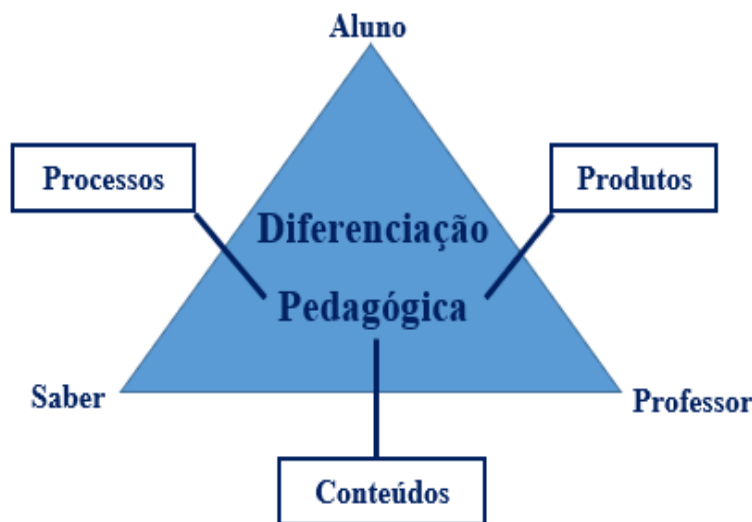 Aluno
Processos
Produtos
Diferenciação
Pedagógica
Saber
Professor
Conteúdos